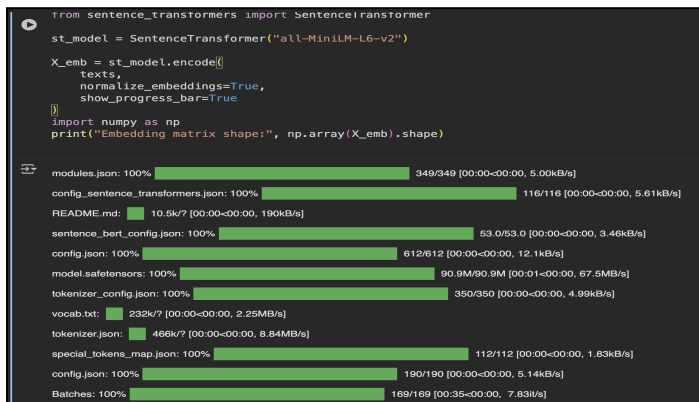 from sentence_transformers import SentenceTransformer
st_model = SentenceTransformer("all-MiniLM-L6-v2")
X_emb = st_model.encode(
texts,
normalize_embeddings=True,
show_progress_bar=True
)
import numpy as np
print("Embedding matrix shape:", np.array(X_emb).shape)
modules.json: 100% 349/349 [00:00<00:00, 5.00kB/s]
config_sentence_transformers.json: 100% 116/116 [00:00<00:00, 5.61kB/s]
README.md: 10.5k/? [00:00<00:00, 190kB/s]
sentence_bert_config.json: 100% 53.0/53.0 [00:00<00:00, 3.46kB/s]
config.json: 100% 612/612 [00:00<00:00, 12.1kB/s]
model.safetensors: 100% 90.9M/90.9M [00:01<00:00, 67.5MB/s]
tokenizer_config.json: 100% 350/350 [00:00<00:00, 4.99kB/s]
vocab.txt: 232k/? [00:00<00:00, 2.25MB/s]
tokenizer.json: 466k/? [00:00<00:00, 8.84MB/s]
special_tokens_map.json: 100% 112/112 [00:00<00:00, 1.83kB/s]
config.json: 100% 190/190 [00:00<00:00, 5.14kB/s]
Batches: 100% 169/169 [00:35<00:00, 7.83it/s]